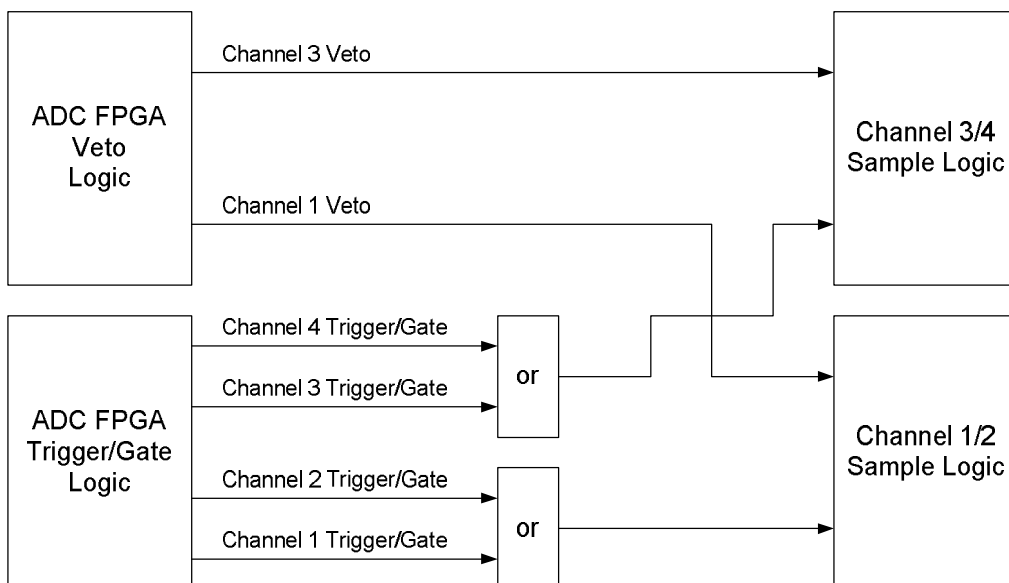 Channel 3 Veto
ADC FPGA
Veto
Logic
Channel 3/4
Sample Logic
Channel 1 Veto
Channel 4 Trigger/Gate
or
Channel 3 Trigger/Gate
ADC FPGA
Trigger/Gate
Logic
Channel 1/2
Sample Logic
Channel 2 Trigger/Gate
or
Channel 1 Trigger/Gate